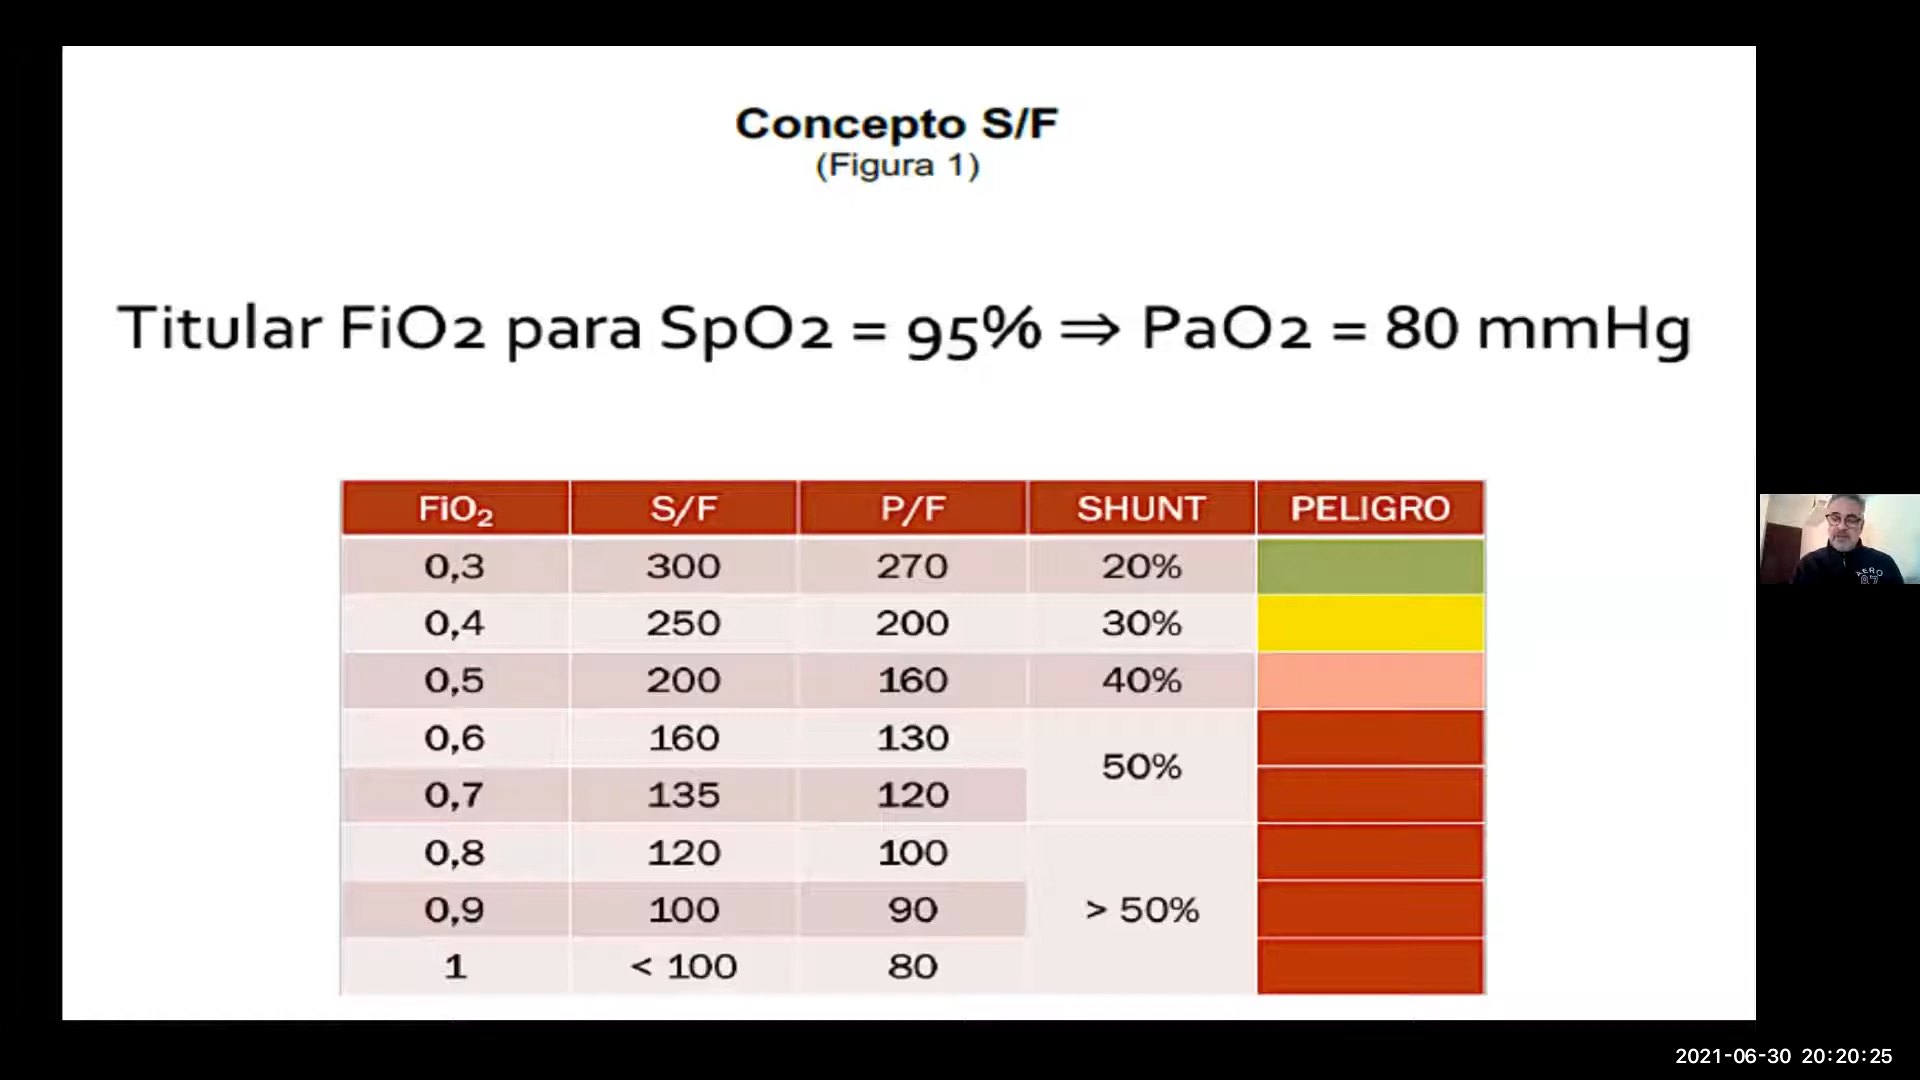 Concepto S/F
(Figura 1)
Titular FiO2 para SpO2 = 95% ⇒ PaO2 = 80 mmHg
FiO₂ S/F P/F SHUNT PELIGRO
0,3 300 270 20%
0,4 250 200 30%
0,5 200 160 40%
0,6 160 130
50%
0,7 135 120
0,8 120 100
0,9 100 90 > 50%
1 < 100 80
AERO
2021-06-30 20:20:25